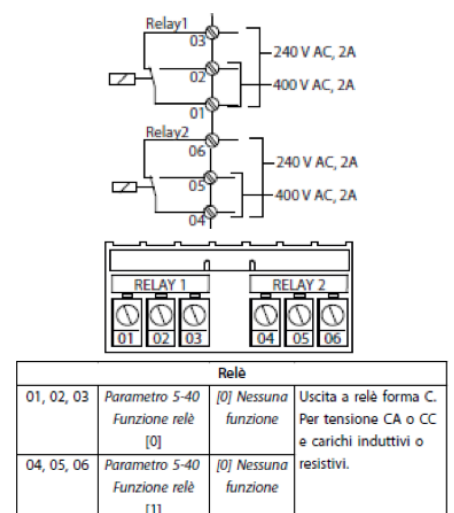 Relay1
03
240 V AC, 2A
02
400 V AC, 2A
01
Relay2
06
240 V AC, 2A
05
400 V AC, 2A
04
RELAY 1 RELAY 2
01 02 03 04 05 06
Relè
01, 02, 03
Parametro 5-40
Funzione relè
[0]
[0] Nessuna
funzione
Uscita a relè forma C.
Per tensione CA o CC
e carichi induttivi o
resistivi.
04, 05, 06
Parametro 5-40
Funzione relè
[1]
[0] Nessuna
funzione